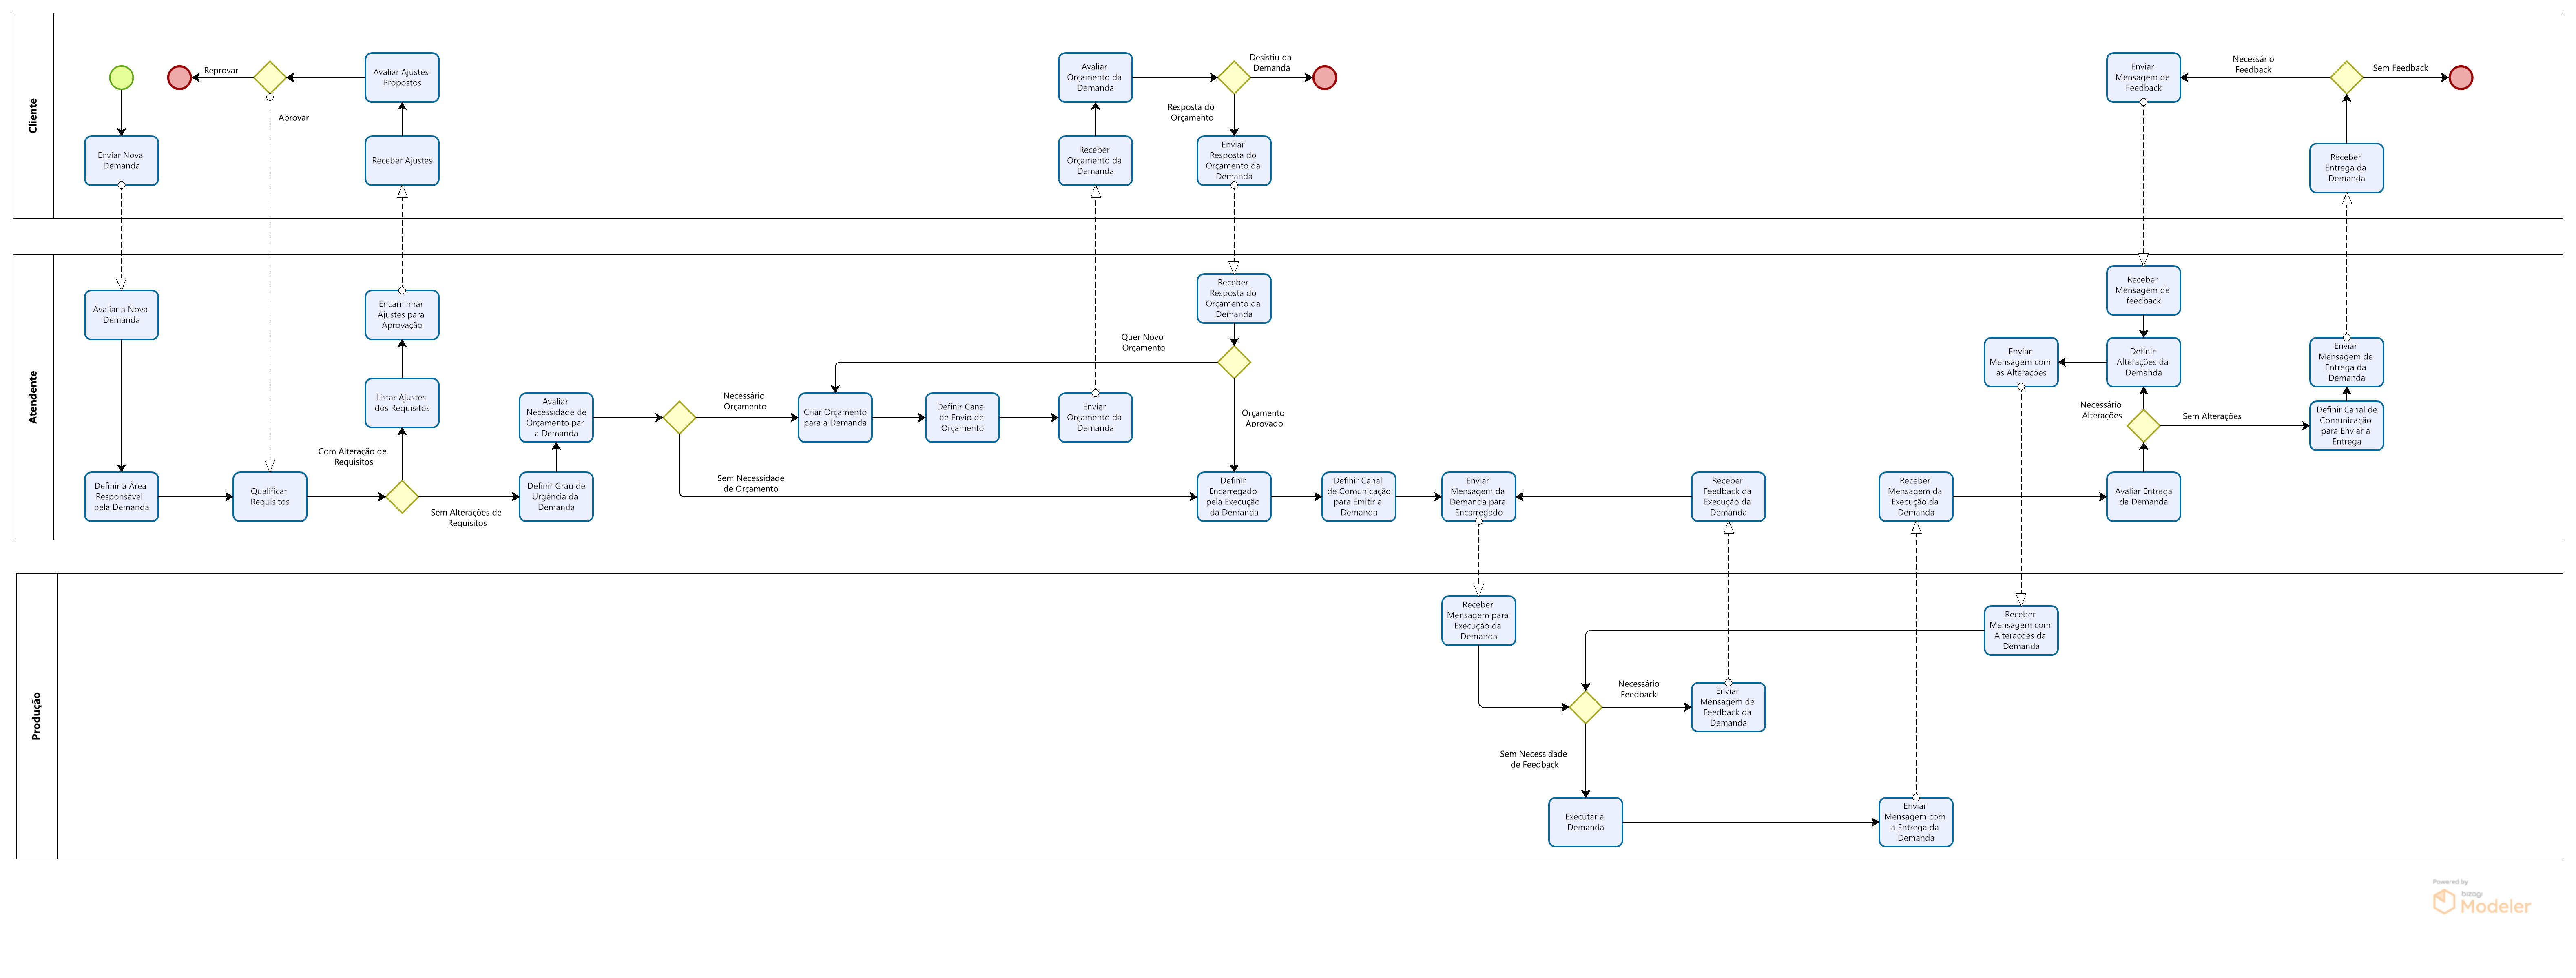 Cliente
Reprovar
Aprovar
Avaliar Ajustes
Propostos
Enviar Nova
Demanda
Receber Ajustes
Avaliar
Orçamento da
Demanda
Desistiu da
Demanda
Resposta do
Orçamento
Receber
Orçamento da
Demanda
Enviar
Resposta do
Orçamento da
Demanda
Enviar
Mensagem de
Feedback
Necessário
Feedback
Sem Feedback
Receber
Entrega da
Demanda
Atendente
Avaliar a Nova
Demanda
Encaminhar
Ajustes para
Aprovação
Listar Ajustes
dos Requisitos
Com Alteração de
Requisitos
Definir a Área
Responsável
pela Demanda
Qualificar
Requisitos
Sem Alterações de
Requisitos
Definir Grau de
Urgência da
Demanda
Avaliar
Necessidade de
Orçamento par
a Demanda
Necessário
Orçamento
Sem Necessidade
de Orçamento
Criar Orçamento
para a Demanda
Definir Canal
de Envio de
Orçamento
Enviar
Orçamento da
Demanda
Receber
Resposta do
Orçamento da
Demanda
Quer Novo
Orçamento
Orçamento
Aprovado
Definir
Encarregado
pela Execução
da Demanda
Definir Canal
de Comunicação
para Emitir a
Demanda
Enviar
Mensagem da
Demanda para
Encarregado
Receber
Feedback da
Execução da
Demanda
Receber
Mensagem da
Execução da
Demanda
Avaliar Entrega
da Demanda
Receber
Mensagem de
feedback
Enviar
Mensagem com
as Alterações
Definir
Alterações da
Demanda
Necessário
Alterações
Sem Alterações
Enviar
Mensagem de
Entrega da
Demanda
Definir Canal de
Comunicação
para Enviar a
Entrega
Produção
Receber
Mensagem para
Execução da
Demanda
Receber
Mensagem com
Alterações da
Demanda
Necessário
Feedback
Enviar
Mensagem de
Feedback da
Demanda
Sem Necessidade
de Feedback
Executar a
Demanda
Enviar
Mensagem com
a Entrega da
Demanda
Powered by
bizagi
Modeler